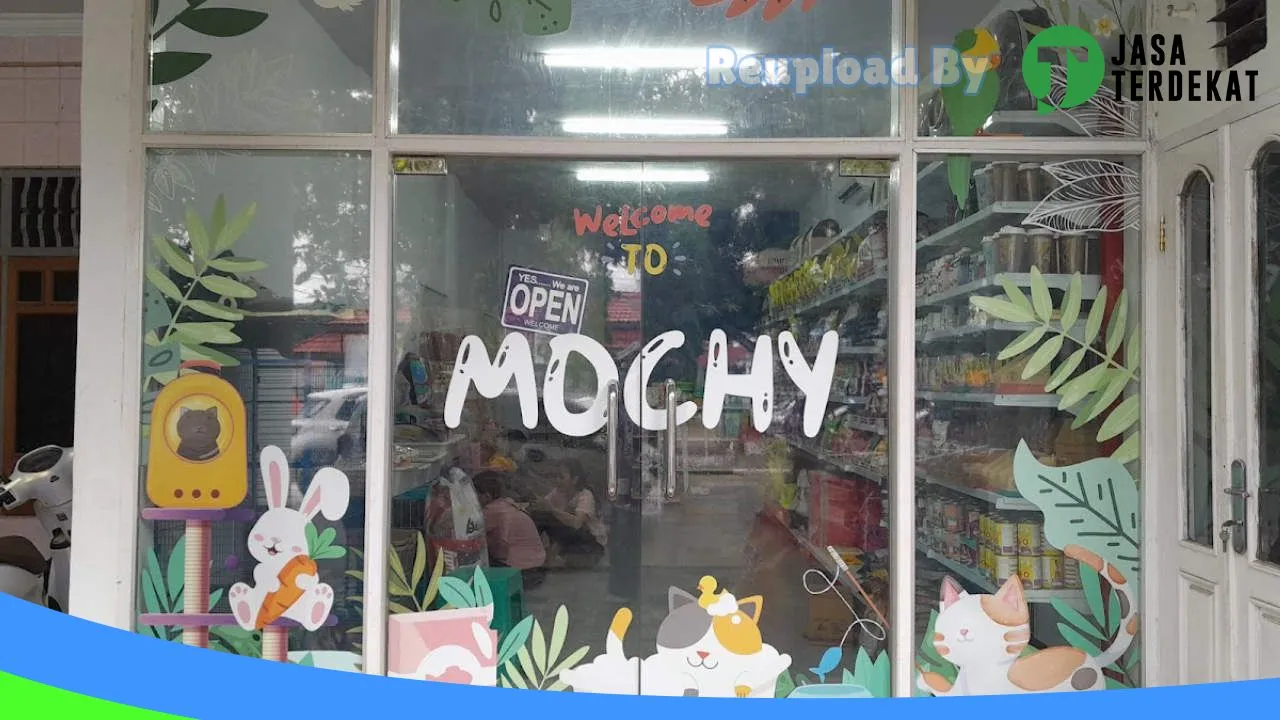 Reupload By
JASA
TERDEKAT
Welcome
TO
YES...... We are
OPEN
WELCOME
MOCHY